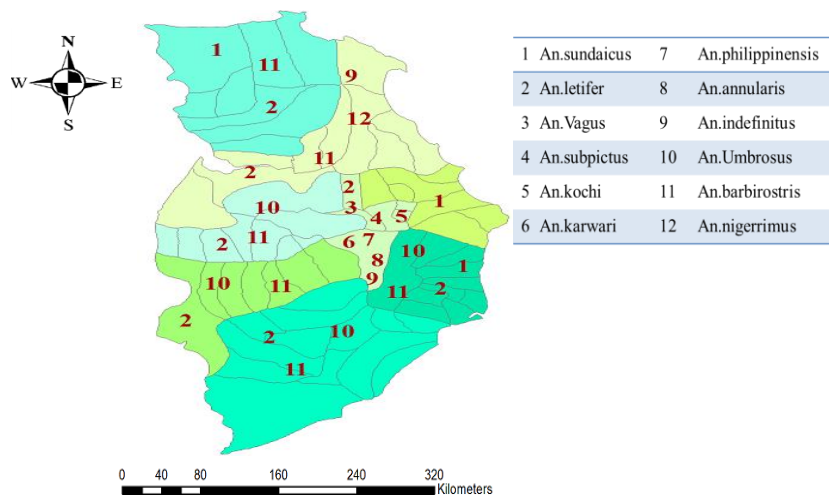 N
W E
S
1 An.sundaicus 7 An.philippinensis
2 An.letifer 8 An.annularis
3 An.Vagus 9 An.indefinitus
4 An.subpictus 10 An.Umbrosus
5 An.kochi 11 An.barbirostris
6 An.karwari 12 An.nigerrimus
1
11
9
2
12
11
2
2
10
3
4
5
1
2
11
6
7
10
8
1
9
10
11
11
2
2
2
10
11
0 40 80 160 240 320
Kilometers